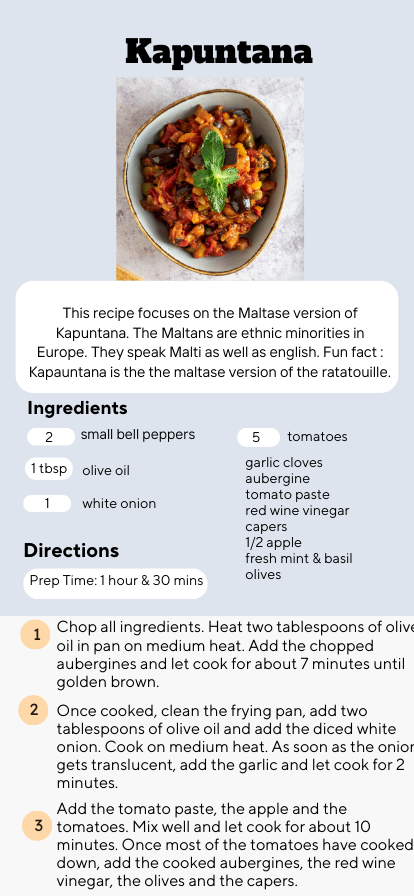 Kapuntana
This recipe focuses on the Maltase version of
Kapuntana. The Maltans are ethnic minorities in
Europe. They speak Malti as well as english. Fun fact :
Kapauntana is the the maltase version of the ratatouille.
Ingredients
2 small bell peppers
1 tbsp olive oil
1 white onion
5 tomatoes
garlic cloves
aubergine
tomato paste
red wine vinegar
capers
1/2 apple
fresh mint & basil
olives
Directions
Prep Time: 1 hour & 30 mins
1 Chop all ingredients. Heat two tablespoons of olive
oil in pan on medium heat. Add the chopped
aubergines and let cook for about 7 minutes until
golden brown.
2 Once cooked, clean the frying pan, add two
tablespoons of olive oil and add the diced white
onion. Cook on medium heat. As soon as the onion
gets translucent, add the garlic and let cook for 2
minutes.
3 Add the tomato paste, the apple and the
tomatoes. Mix well and let cook for about 10
minutes. Once most of the tomatoes have cooked
down, add the cooked aubergines, the red wine
vinegar, the olives and the capers.